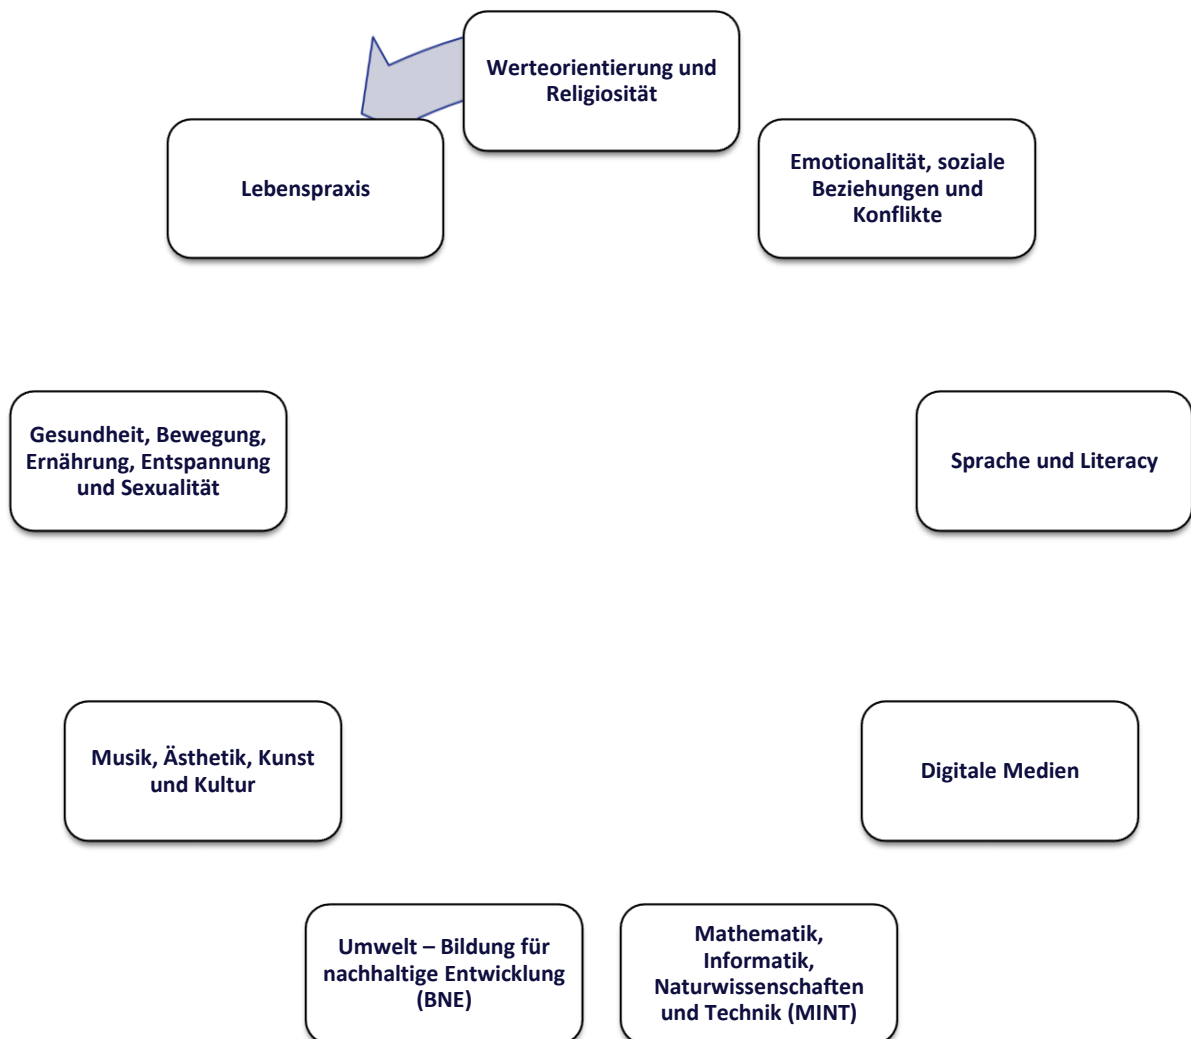 Werteorientierung und
Religiosität
Emotionalität, soziale
Beziehungen und
Konflikte
Sprache und Literacy
Digitale Medien
Mathematik,
Informatik,
Naturwissenschaften
und Technik (MINT)
Umwelt – Bildung für
nachhaltige Entwicklung
(BNE)
Musik, Ästhetik, Kunst
und Kultur
Gesundheit, Bewegung,
Ernährung, Entspannung
und Sexualität
Lebenspraxis